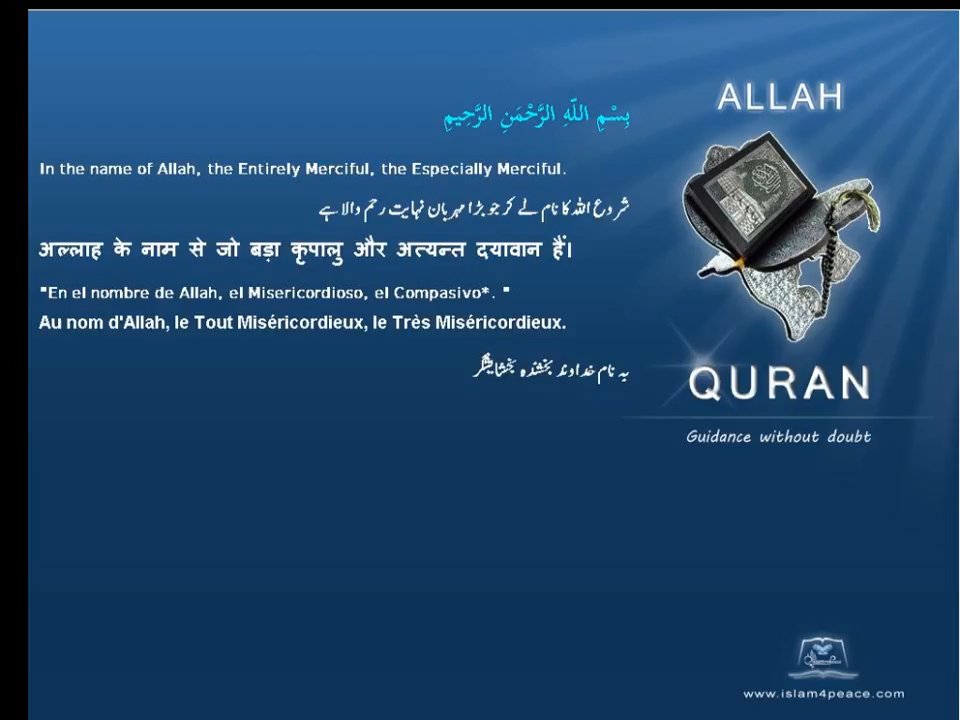 بِسْمِ اللَّهِ الرَّحْمَنِ الرَّحِيمِ
In the name of Allah, the Entirely Merciful, the Especially Merciful.
شروع اللہ کا نام لے کر جو بڑا مہربان نہایت رحم والا ہے
अल्लाह के नाम से जो बड़ा कृपालु और अत्यन्त दयावान हैं।
"En el nombre de Allah, el Misericordioso, el Compasivo*. "
Au nom d'Allah, le Tout Miséricordieux, le Très Miséricordieux.
به نام خداوند بخشنده بخشایشگر
ALLAH
QURAN
Guidance without doubt
www.islam4peace.com